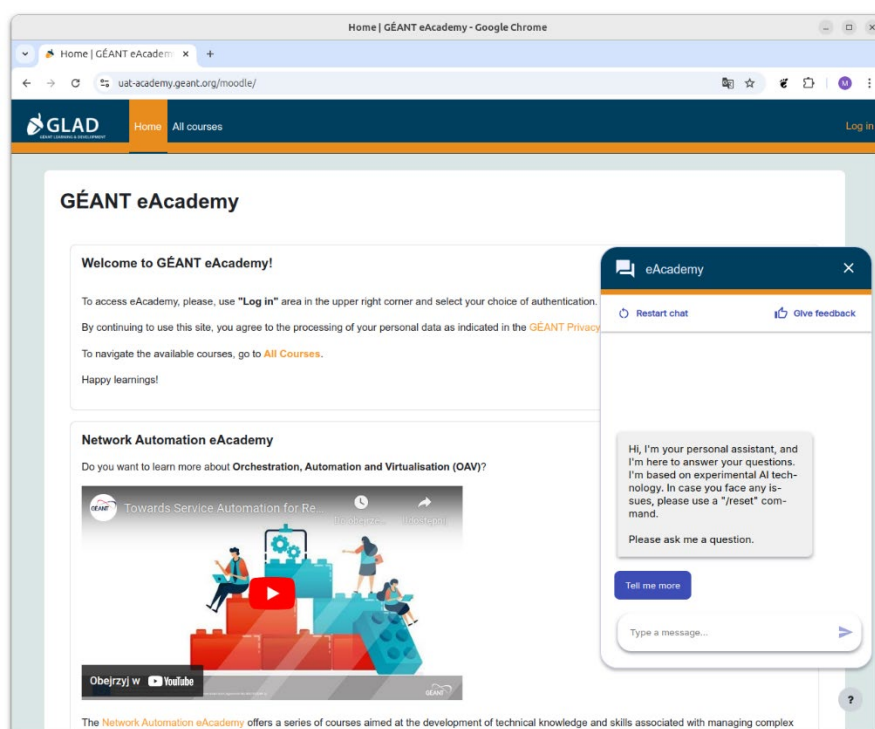 Home | GÉANT eAcademy - Google Chrome
Home | GÉANT eAcadem
uat-academy.geant.org/moodle/
M
GLAD
GÉANT LEARNING & DEVELOPMENT
Home
All courses
Log in
GÉANT eAcademy
Welcome to GÉANT eAcademy!
To access eAcademy, please, use "Log in" area in the upper right corner and select your choice of authentication.
By continuing to use this site, you agree to the processing of your personal data as indicated in the GÉANT Privacy
To navigate the available courses, go to All Courses.
Happy learnings!
Network Automation eAcademy
Do you want to learn more about Orchestration, Automation and Virtualisation (OAV)?
GÉANT
Towards Service Automation for Re...
Do obejrze...
Udostępnij
Obejrzyj w YouTube
GÉANT
The Network Automation eAcademy offers a series of courses aimed at the development of technical knowledge and skills associated with managing complex
eAcademy
Restart chat
Give feedback
Hi, I'm your personal assistant, and
I'm here to answer your questions.
I'm based on experimental AI tech-
nology. In case you face any is-
sues, please use a "/reset" com-
mand.
Please ask me a question.
Tell me more
Type a message...
?